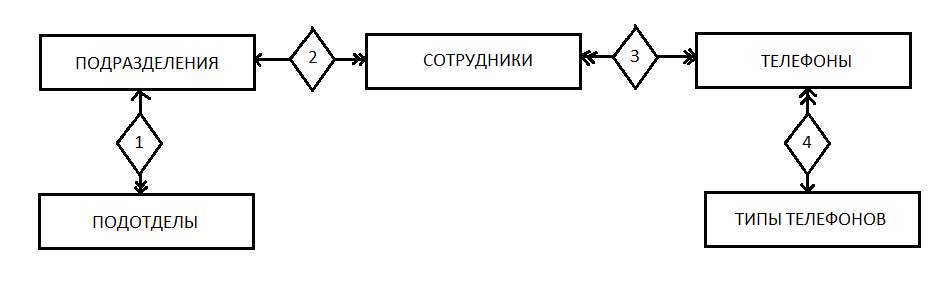 ПОДРАЗДЕЛЕНИЯ
2
СОТРУДНИКИ
3
ТЕЛЕФОНЫ
1
4
ПОДОТДЕЛЫ
ТИПЫ ТЕЛЕФОНОВ